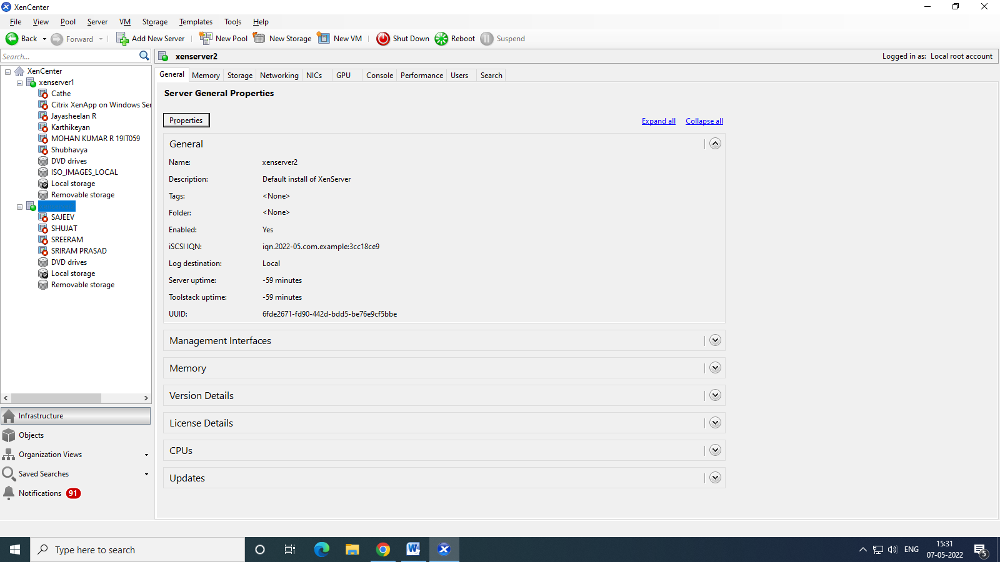 XenCenter
File View Pool Server VM Storage Templates Tools Help
Back Forward Add New Server New Pool New Storage New VM Shut Down Reboot Suspend
Search...
xenserver2 Logged in as: Local root account
General Memory Storage Networking NICs GPU Console Performance Users Search
XenCenter
xenserver1
Cathe
Citrix XenApp on Windows Ser
Jayasheelan R
Karthikeyan
MOHAN KUMAR R 19IT059
Shubhavya
DVD drives
ISO_IMAGES_LOCAL
Local storage
Removable storage
SAJEEV
SHUJAT
SREERAM
SRIRAM PRASAD
DVD drives
Local storage
Removable storage
Infrastructure
Objects
Organization Views
Saved Searches
Notifications 91
Server General Properties
Properties Expand all Collapse all
General
Name: xenserver2
Description: Default install of XenServer
Tags: <None>
Folder: <None>
Enabled: Yes
iSCSI IQN: iqn.2022-05.com.example:3cc18ce9
Log destination: Local
Server uptime: -59 minutes
Toolstack uptime: -59 minutes
UUID: 6fde2671-fd90-442d-bdd5-be76e9cf5bbe
Management Interfaces
Memory
Version Details
License Details
CPUs
Updates
Type here to search
ENG
15:31
07-05-2022
5